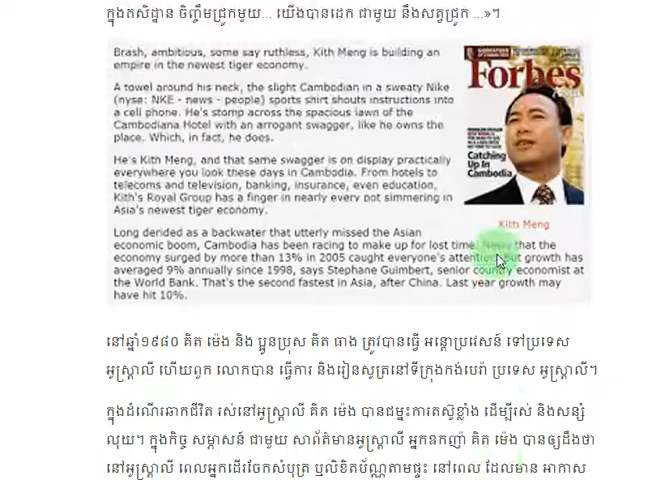 ក្នុងកសិដ្ឋាន ចិញ្ចឹមជ្រូកមួយ... យើងបានដេក ជាមួយ នឹងសត្វជ្រូក ...»។
Brash, ambitious, some say ruthless, Kith Meng is building an
empire in the newest tiger economy.
A towel around his neck, the slight Cambodian in a sweaty Nike
(nyse: NKE - news - people) sports shirt shouts instructions into
a cell phone. He's stomp across the spacious lawn of the
Cambodiana Hotel with an arrogant swagger, like he owns the
place. Which, in fact, he does.
He's Kith Meng, and that same swagger is on display practically
everywhere you look these days in Cambodia. From hotels to
telecoms and television, banking, insurance, even education,
Kith's Royal Group has a finger in nearly every pot simmering in
Asia's newest tiger economy.
Forbes
Catching
Up In
Cambodia
Kith Meng
Long derided as a backwater that utterly missed the Asian
economic boom, Cambodia has been racing to make up for lost time. News that the
economy surged by more than 13% in 2005 caught everyone's attention. But growth has
averaged 9% annually since 1998, says Stephane Guimbert, senior country economist at
the World Bank. That's the second fastest in Asia, after China. Last year growth may
have hit 10%.
នៅឆ្នាំ១៩៨០ គិត ម៉េង និង ប្អូនប្រុស គិត ធាង ត្រូវបានធ្វើ អន្តោប្រវេសន៍ ទៅប្រទេស
អូស្ត្រាលី ហើយពួក លោកបាន ធ្វើការ និងរៀនសូត្រនៅទីក្រុងកង់បេរ៉ា ប្រទេស អូស្ត្រាលី។
ក្នុងដំណើរឆាកជីវិត រស់នៅអូស្ត្រាលី គិត ម៉េង បានជម្នះការតស៊ូខ្លាំង ដើម្បីរស់ និងសន្សំ
លុយ។ ក្នុងកិច្ច សម្ភាសន៍ ជាមួយ សារព័ត៌មានអូស្ត្រាលី អ្នកឧកញ៉ា គិត ម៉េង បានឲ្យដឹងថា
នៅអូស្ត្រាលី ពេលអ្នកដើរចែកសំបុត្រ ឬលិខិតប័ណ្ណតាមផ្ទះ នៅពេល ដែលមាន អាកាស